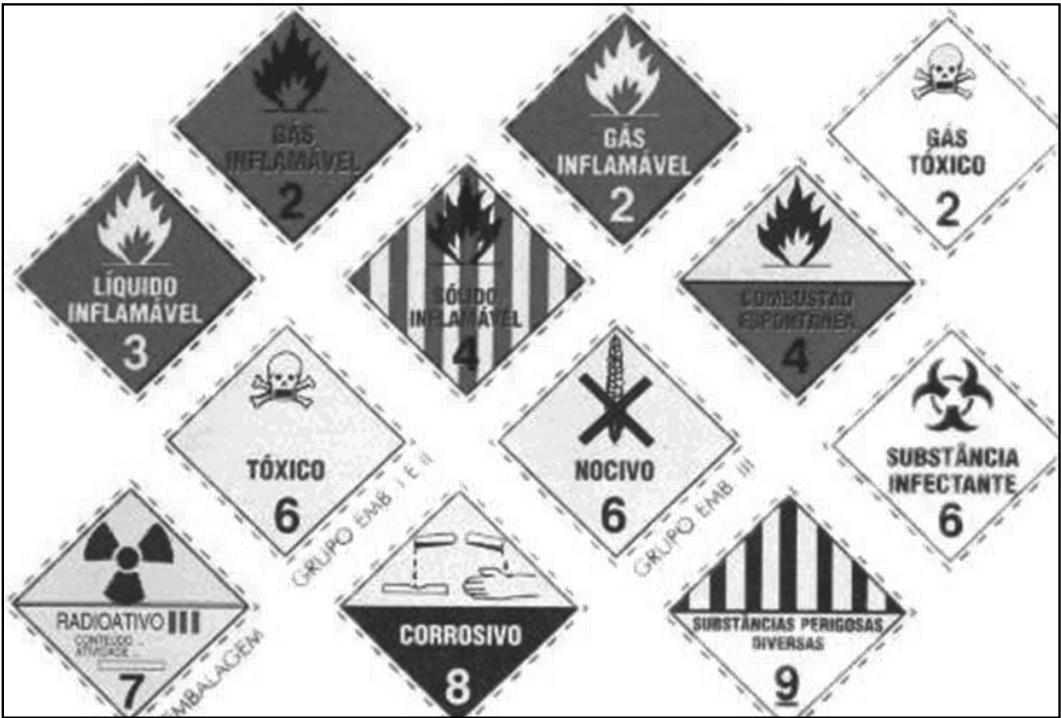 GÁS
INFLAMÁVEL
2
GÁS
INFLAMÁVEL
2
GÁS
TÓXICO
2
LÍQUIDO
INFLAMÁVEL
3
SÓLIDO
INFLAMÁVEL
4
COMBUSTÃO
ESPONTÂNEA
4
TÓXICO
6
GRUPO EMB I E II
NOCIVO
6
GRUPO EMB III
SUBSTÂNCIA
INFECTANTE
6
RADIOATIVO III
CONTEÚDO...
ATIVIDADE...
7
EMBALAGEM
CORROSIVO
8
SUBSTÂNCIAS PERIGOSAS
DIVERSAS
9